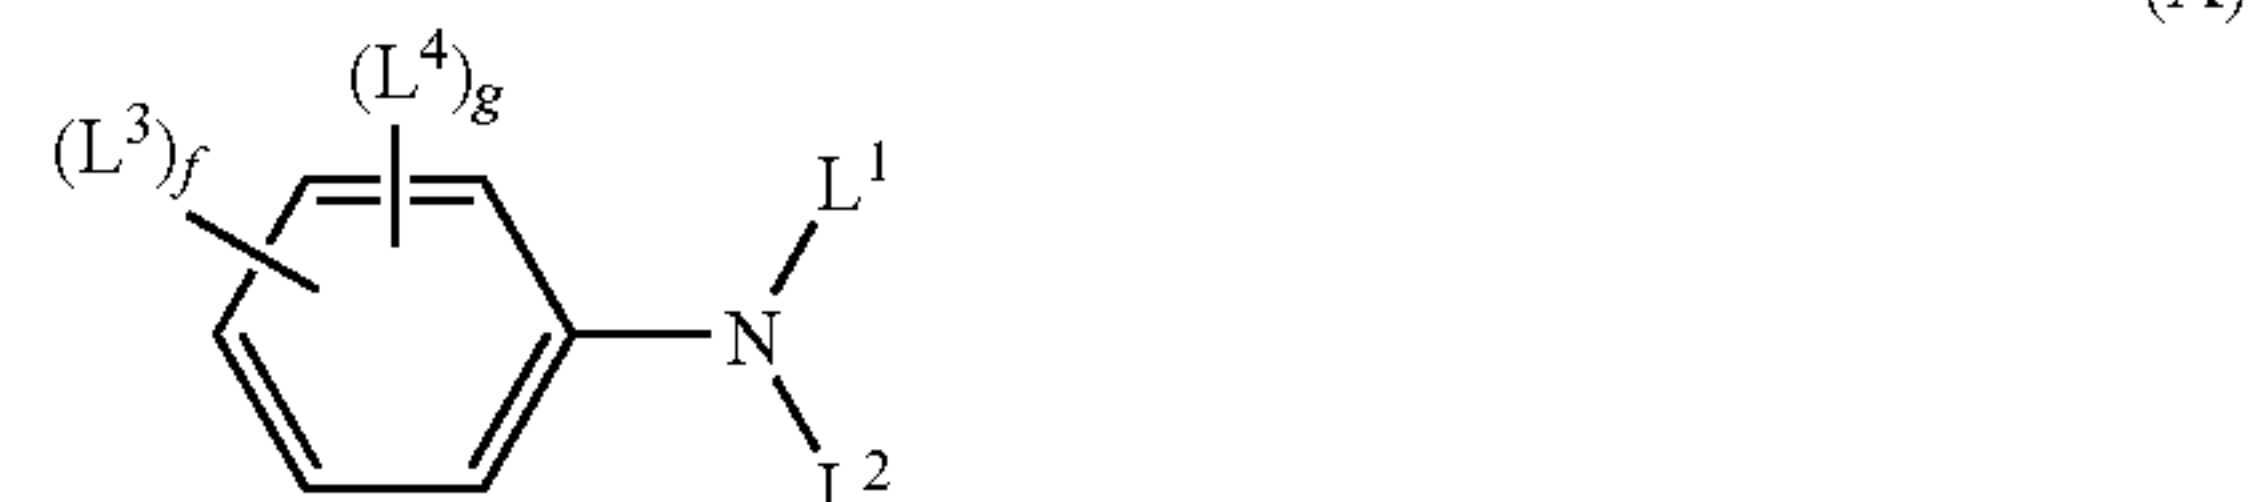 (A)
(L⁴)g
(L³)f
L¹
N
L²